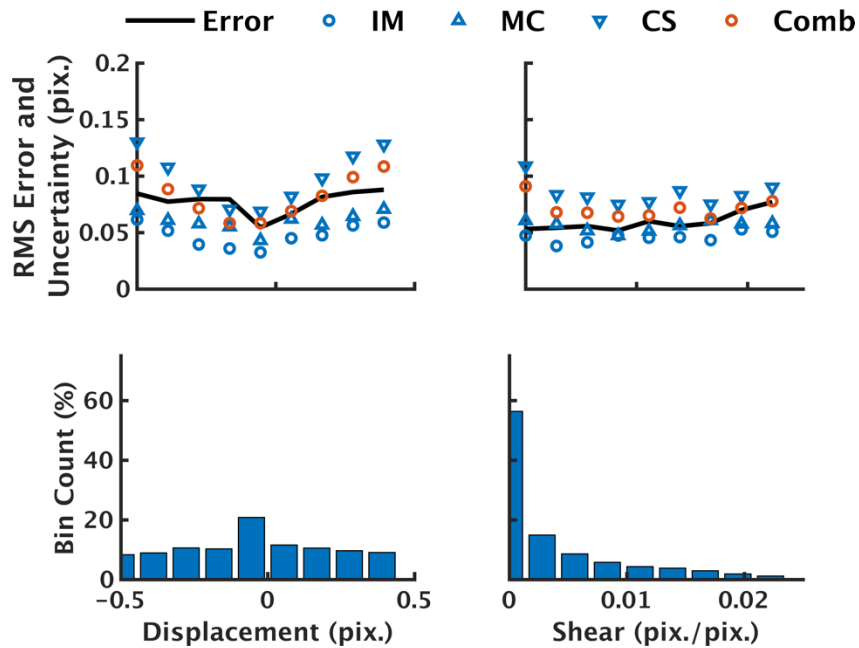 Error IM MC CS Comb
RMS Error and
Uncertainty (pix.)
0.2
0.15
0.1
0.05
0
Bin Count (%)
60
40
20
0
−0.5 0 0.5
Displacement (pix.)
0 0.01 0.02
Shear (pix./pix.)